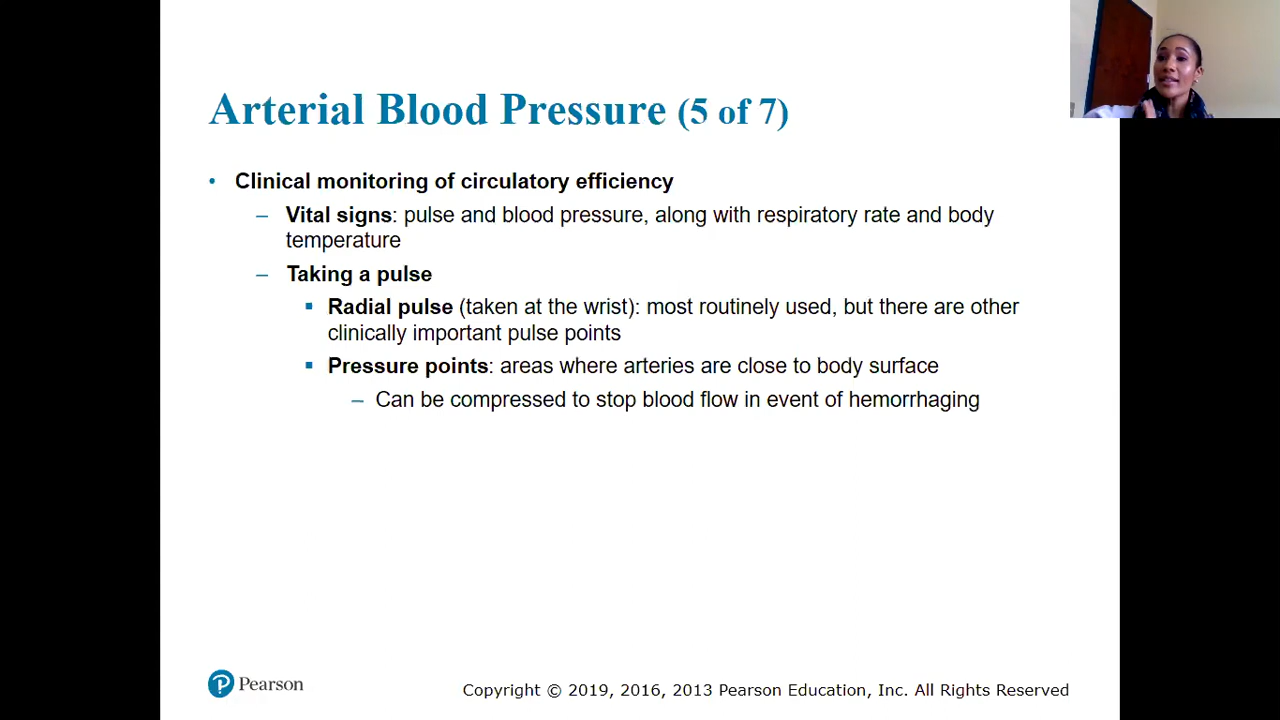 Arterial Blood Pressure (5 of 7)
• Clinical monitoring of circulatory efficiency
– Vital signs: pulse and blood pressure, along with respiratory rate and body
temperature
– Taking a pulse
▪ Radial pulse (taken at the wrist): most routinely used, but there are other
clinically important pulse points
▪ Pressure points: areas where arteries are close to body surface
– Can be compressed to stop blood flow in event of hemorrhaging
P Pearson
Copyright © 2019, 2016, 2013 Pearson Education, Inc. All Rights Reserved